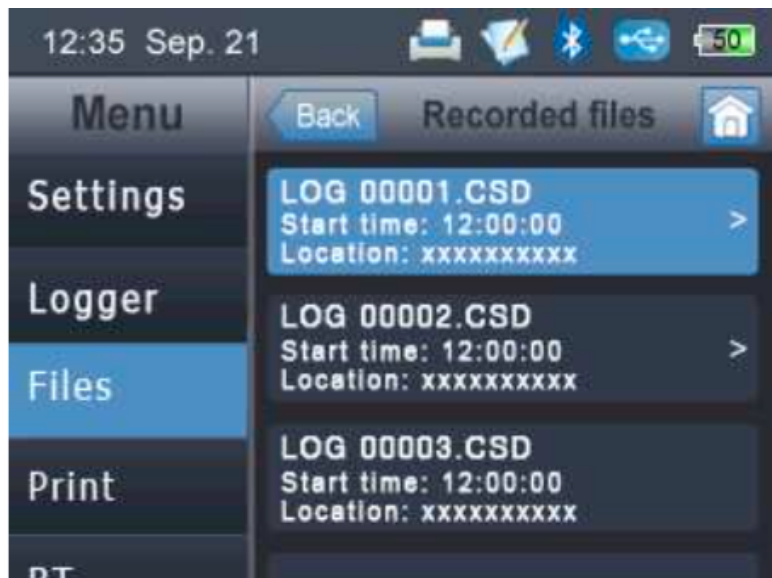 12:35 Sep. 21
50
Menu
Back
Recorded files
Settings
Logger
Files
Print
BT
LOG 00001.CSD
Start time: 12:00:00
Location: xxxxxxxxxx
>
LOG 00002.CSD
Start time: 12:00:00
Location: xxxxxxxxxx
>
LOG 00003.CSD
Start time: 12:00:00
Location: xxxxxxxxxx